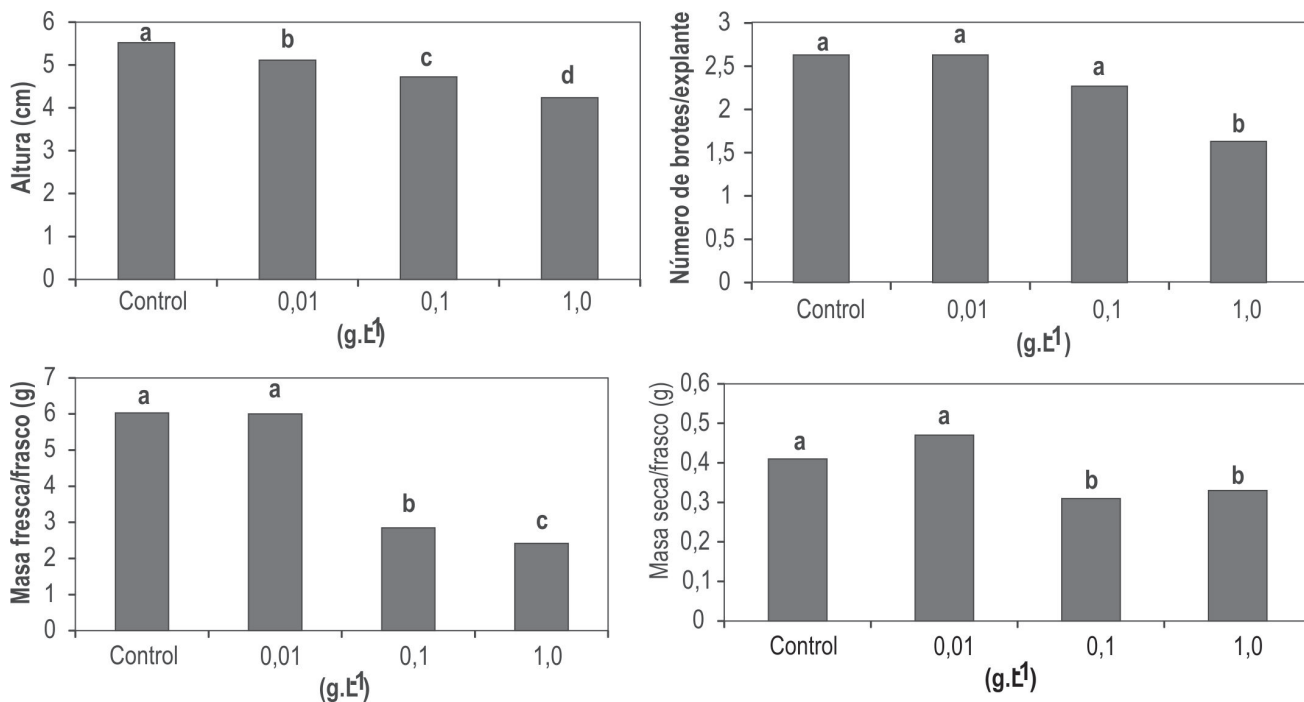 Altura (cm)
6
5
4
3
2
1
0
a
b
c
d
Control
0,01
0,1
1,0
(g.L-1)
Número de brotes/explante
3
2,5
2
1,5
1
0,5
0
a
a
a
b
Control
0,01
0,1
1,0
(g.L-1)
Masa fresca/frasco (g)
7
6
5
4
3
2
1
0
a
a
b
c
Control
0,01
0,1
1,0
(g.L-1)
Masa seca/frasco (g)
0,6
0,5
0,4
0,3
0,2
0,1
0
a
a
b
b
Control
0,01
0,1
1,0
(g.L-1)